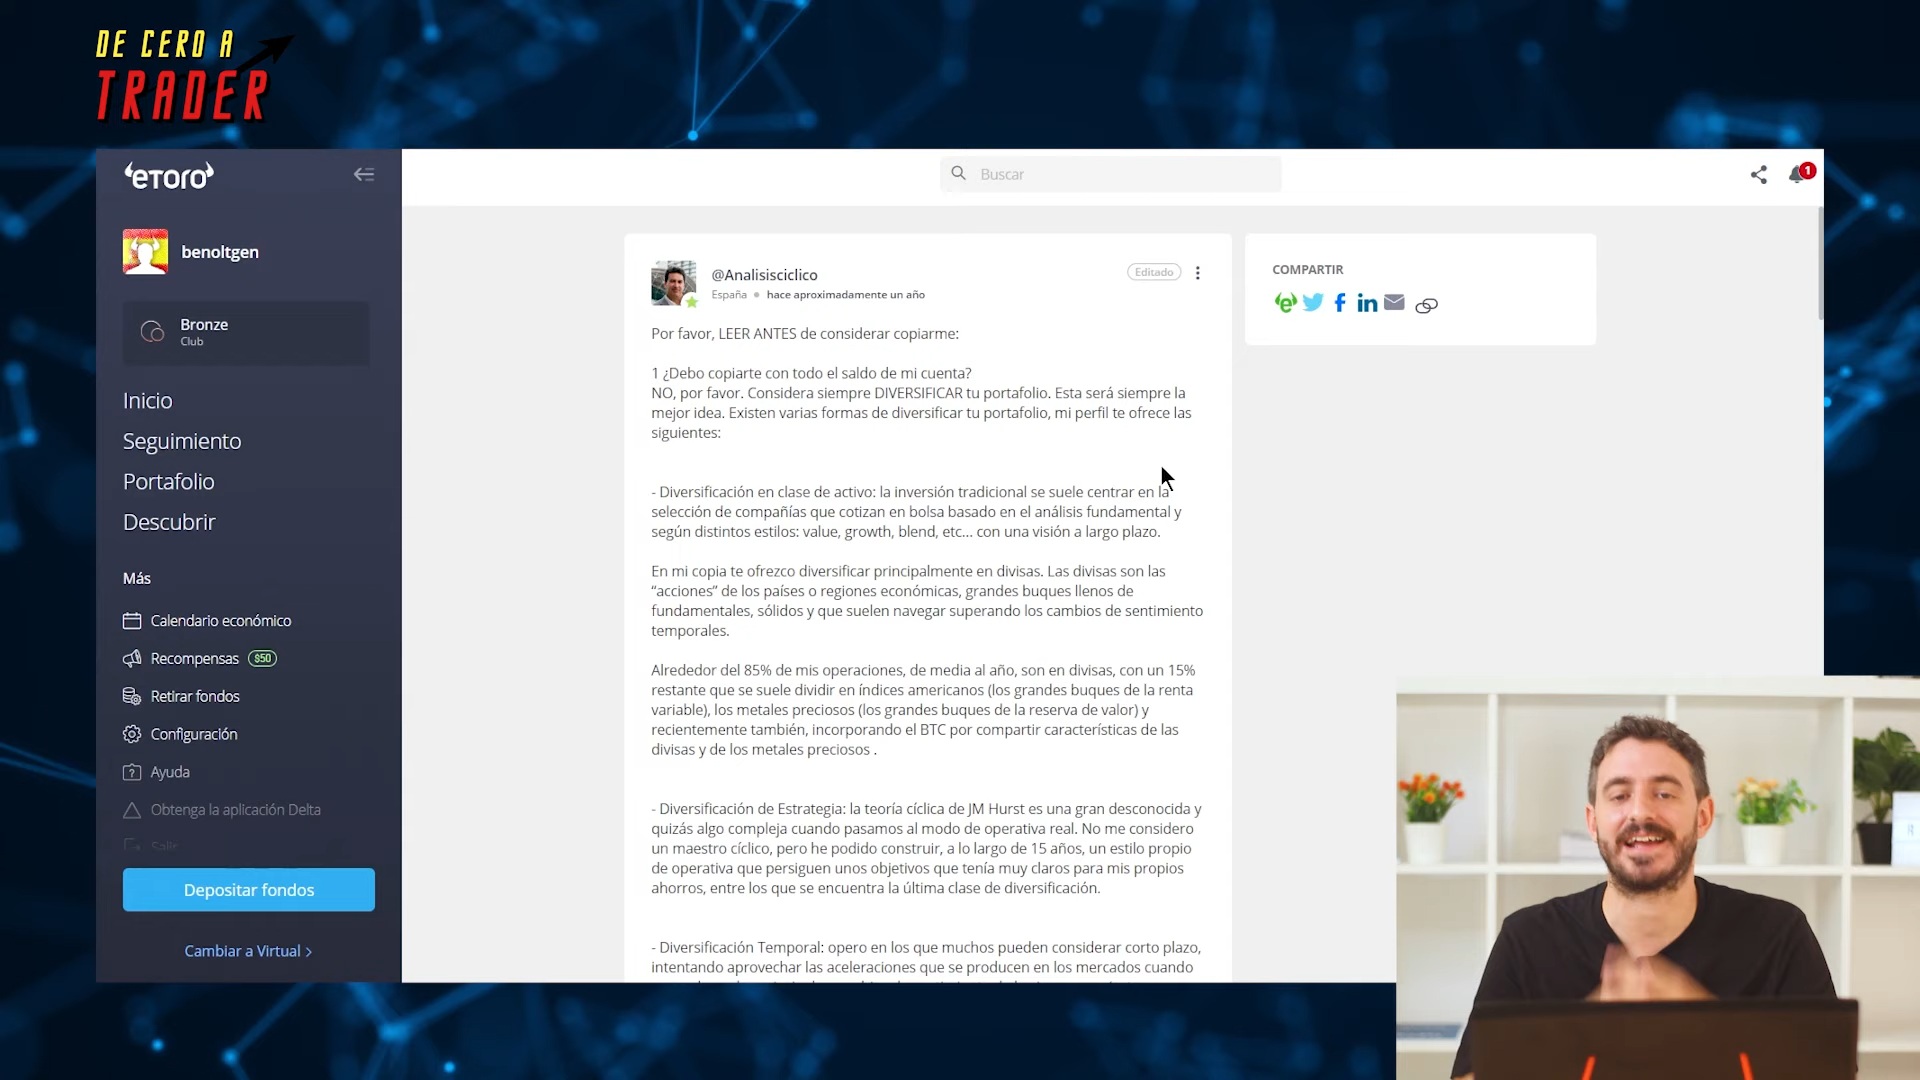 DE CERO A
TRADER
eToro
Buscar
1
benoltgen
Bronze
Club
Inicio
Seguimiento
Portafolio
Descubrir
Más
Calendario económico
Recompensas $50
Retirar fondos
Configuración
Ayuda
Obtenga la aplicación Delta
Salir
Depositar fondos
Cambiar a Virtual >
@Analisisciclico
Editado
España • hace aproximadamente un año
Por favor, LEER ANTES de considerar copiarme:
1 ¿Debo copiarte con todo el saldo de mi cuenta?
NO, por favor. Considera siempre DIVERSIFICAR tu portafolio. Esta será siempre la
mejor idea. Existen varias formas de diversificar tu portafolio, mi perfil te ofrece las
siguientes:
- Diversificación en clase de activo: la inversión tradicional se suele centrar en la
selección de compañías que cotizan en bolsa basado en el análisis fundamental y
según distintos estilos: value, growth, blend, etc... con una visión a largo plazo.
En mi copia te ofrezco diversificar principalmente en divisas. Las divisas son las
“acciones” de los países o regiones económicas, grandes buques llenos de
fundamentales, sólidos y que suelen navegar superando los cambios de sentimiento
temporales.
Alrededor del 85% de mis operaciones, de media al año, son en divisas, con un 15%
restante que se suele dividir en índices americanos (los grandes buques de la renta
variable), los metales preciosos (los grandes buques de la reserva de valor) y
recientemente también, incorporando el BTC por compartir características de las
divisas y de los metales preciosos .
- Diversificación de Estrategia: la teoría cíclica de JM Hurst es una gran desconocida y
quizás algo compleja cuando pasamos al modo de operativa real. No me considero
un maestro cíclico, pero he podido construir, a lo largo de 15 años, un estilo propio
de operativa que persiguen unos objetivos que tenía muy claros para mis propios
ahorros, entre los que se encuentra la última clase de diversificación.
- Diversificación Temporal: opero en los que muchos pueden considerar corto plazo,
intentando aprovechar las aceleraciones que se producen en los mercados cuando
COMPARTIR